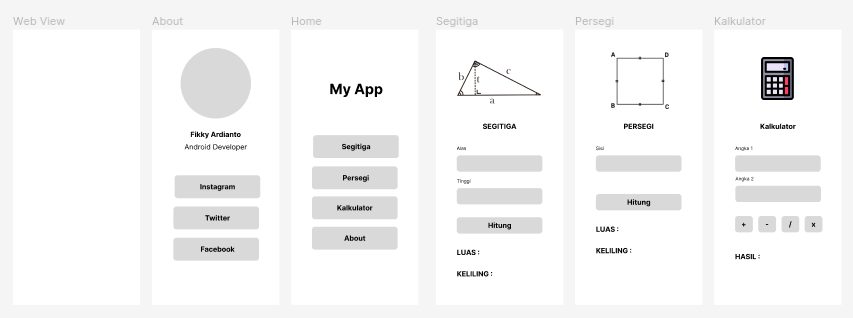 Web View
About
Fikky Ardianto
Android Developer
Instagram
Twitter
Facebook
Home
My App
Segitiga
Persegi
Kalkulator
About
Segitiga
b
t
c
a
SEGITIGA
Alas
Tinggi
Hitung
LUAS :
KELILING :
Persegi
A
D
B
C
PERSEGI
Sisi
Hitung
LUAS :
KELILING :
Kalkulator
Kalkulator
Angka 1
Angka 2
+ - / x
HASIL :